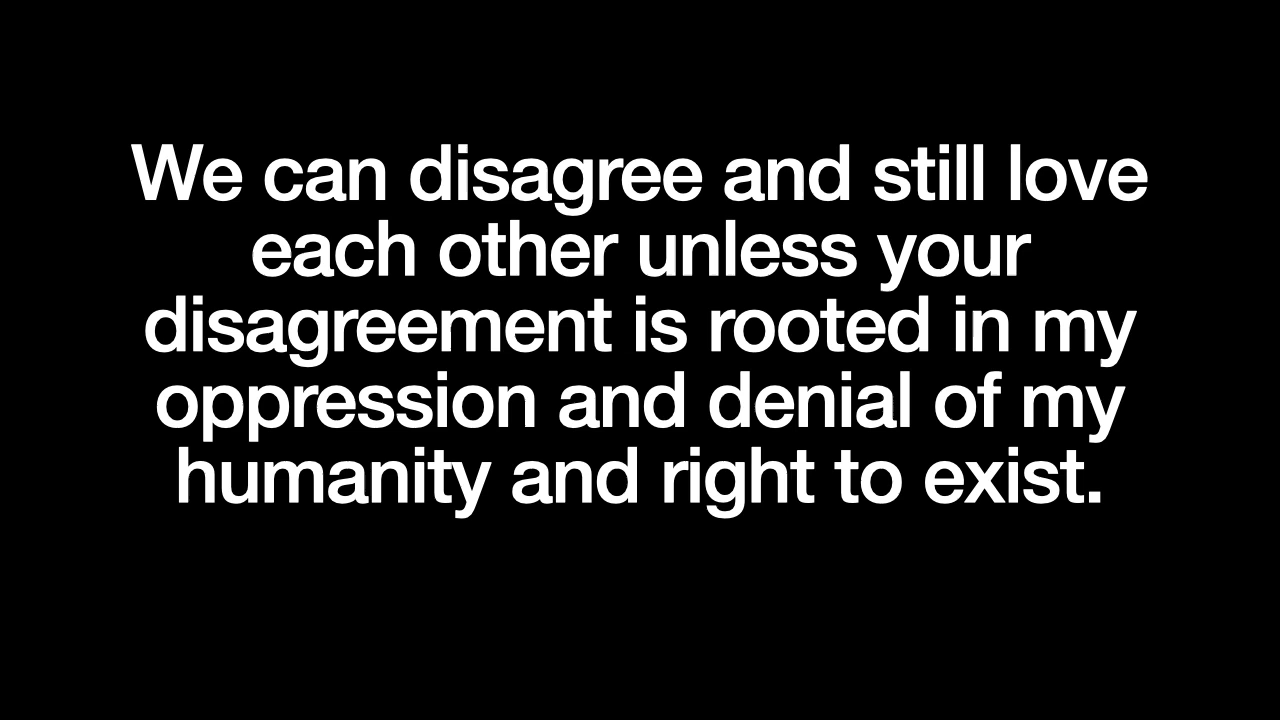 We can disagree and still love
each other unless your
disagreement is rooted in my
oppression and denial of my
humanity and right to exist.